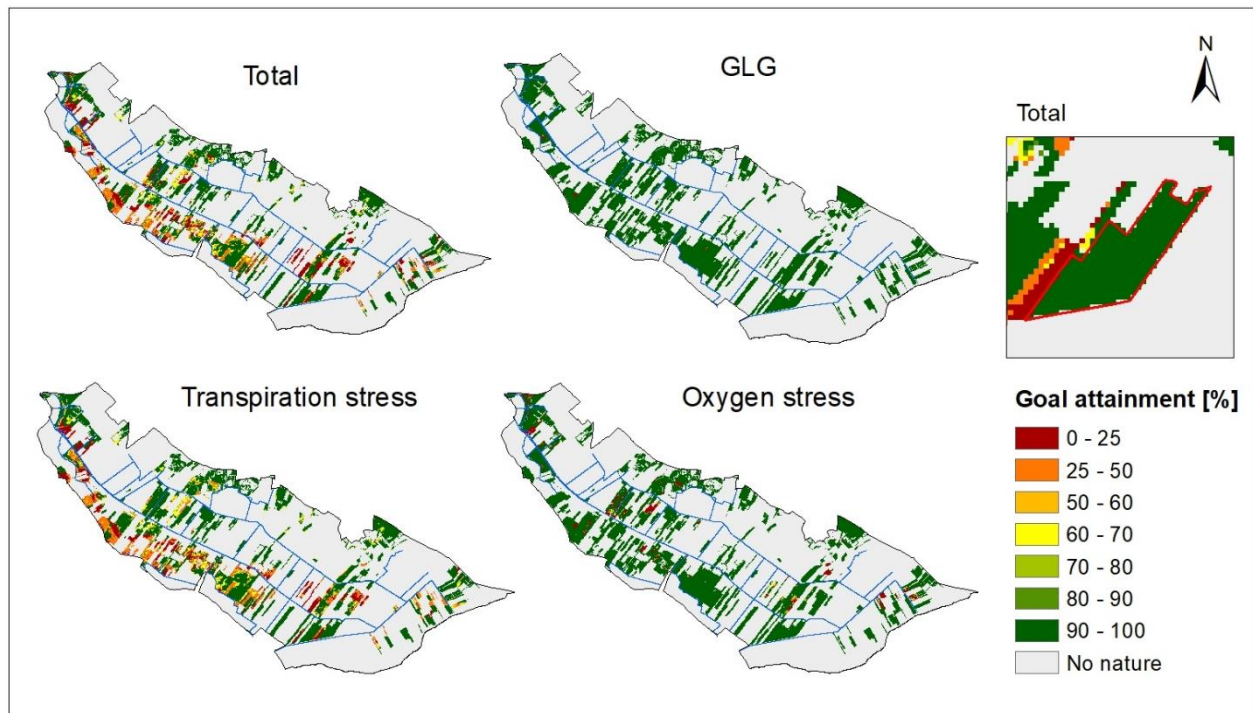 Total
GLG
N
Total
Transpiration stress
Oxygen stress
Goal attainment [%]
0 - 25
25 - 50
50 - 60
60 - 70
70 - 80
80 - 90
90 - 100
No nature